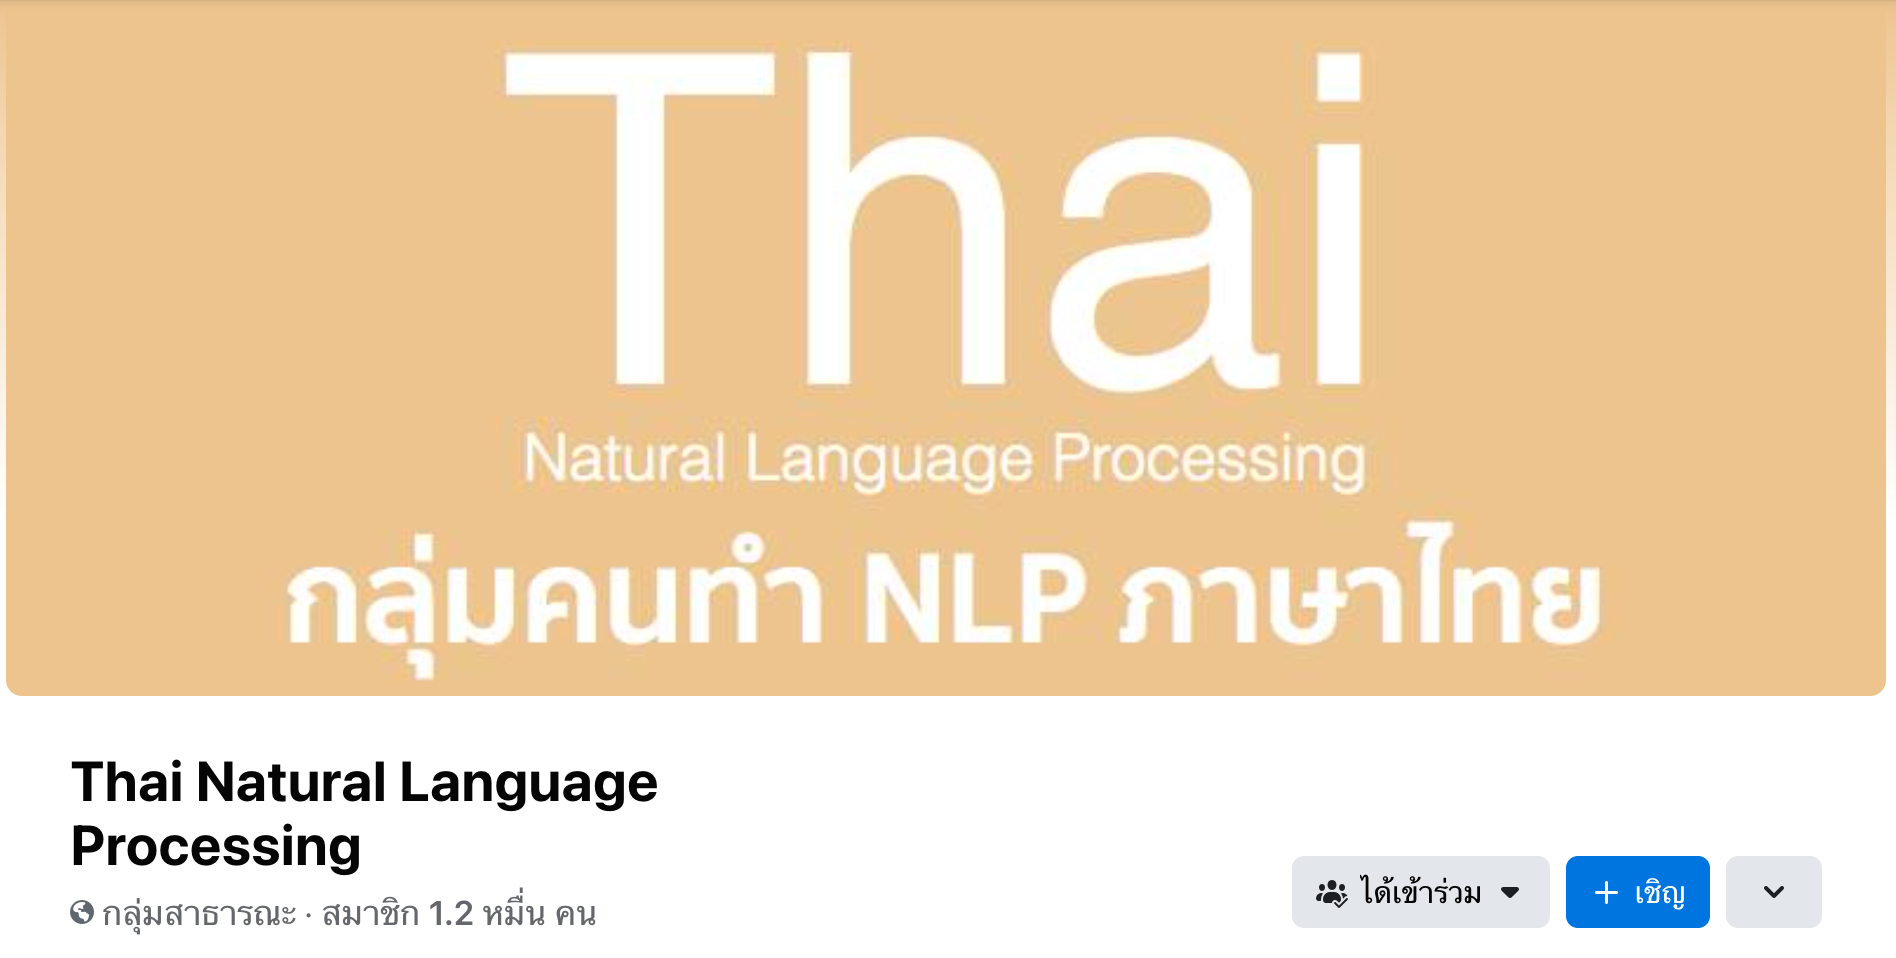 Thai
Natural Language Processing
กลุ่มคนทำ NLP ภาษาไทย
Thai Natural Language
Processing
กลุ่มสาธารณะ · สมาชิก 1.2 หมื่น คน
ได้เข้าร่วม
+ เชิญ